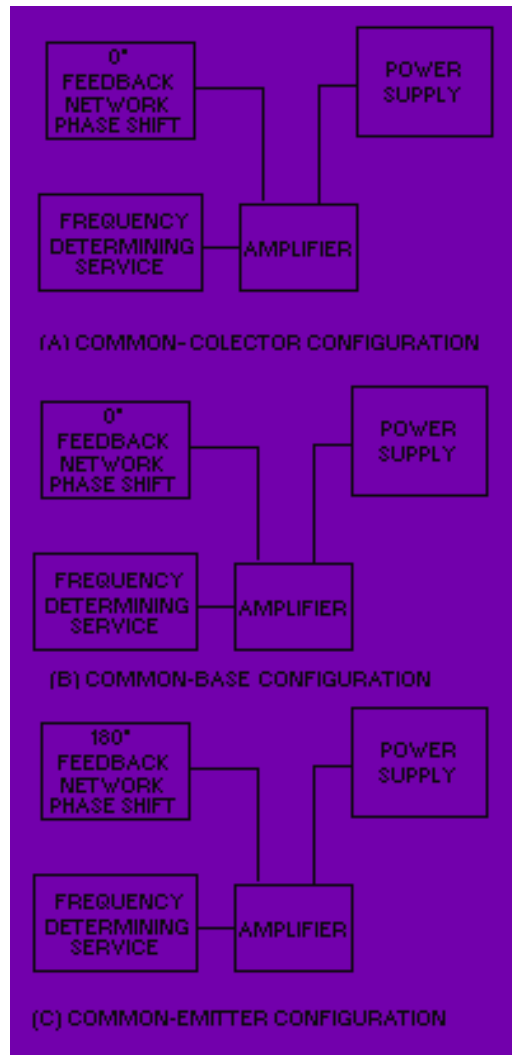 0°
FEEDBACK
NETWORK
PHASE SHIFT
POWER
SUPPLY
FREQUENCY
DETERMINING
SERVICE
AMPLIFIER
(A) COMMON-COLECTOR CONFIGURATION
0°
FEEDBACK
NETWORK
PHASE SHIFT
POWER
SUPPLY
FREQUENCY
DETERMINING
SERVICE
AMPLIFIER
(B) COMMON-BASE CONFIGURATION
180°
FEEDBACK
NETWORK
PHASE SHIFT
POWER
SUPPLY
FREQUENCY
DETERMINING
SERVICE
AMPLIFIER
(C) COMMON-EMITTER CONFIGURATION